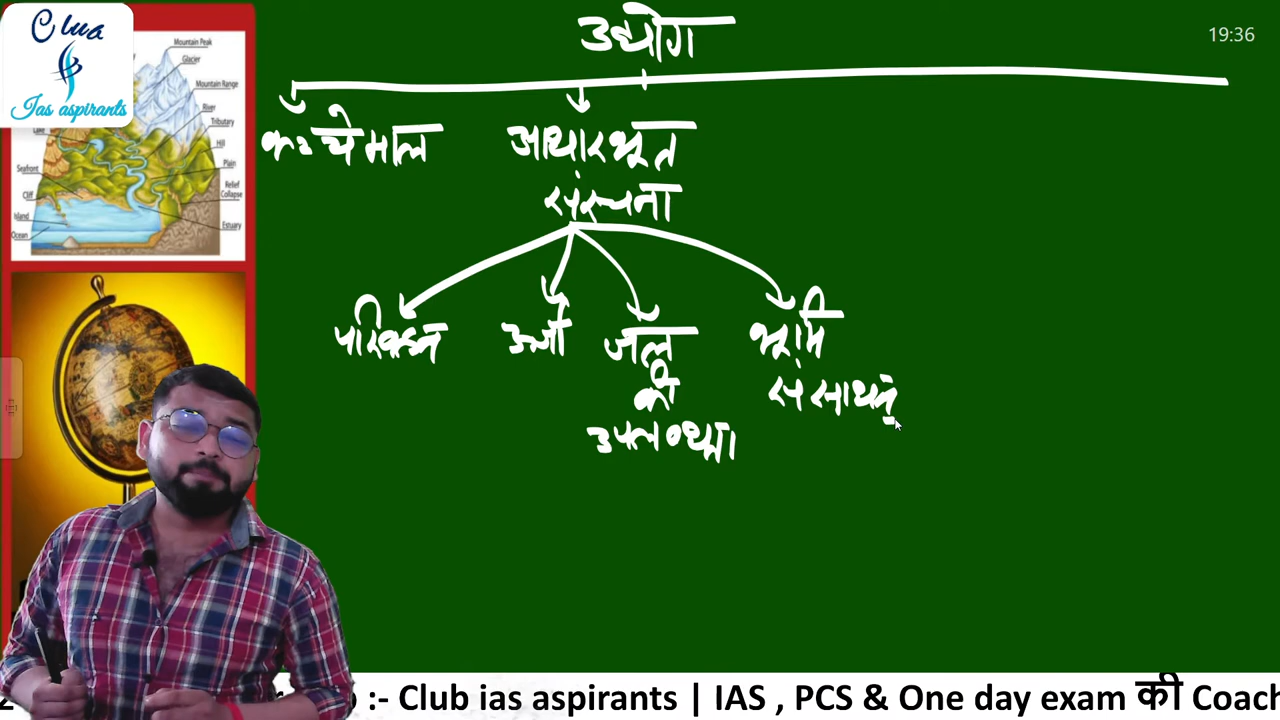 Clua
Ias aspirants
19:36
Mountain Peak
Glacier
Mountain Range
River
Tributary
Lake
Hill
Seafront
Plain
Cliff
Relief
Collapse
Island
Ocean
Estuary
उद्योग
कच्चे माल
आधारभूत
संरचना
परिवहन
उर्जा
जल
की
उपलब्धता
भूमि
संसाधन
:- Club ias aspirants | IAS , PCS & One day exam की Coach